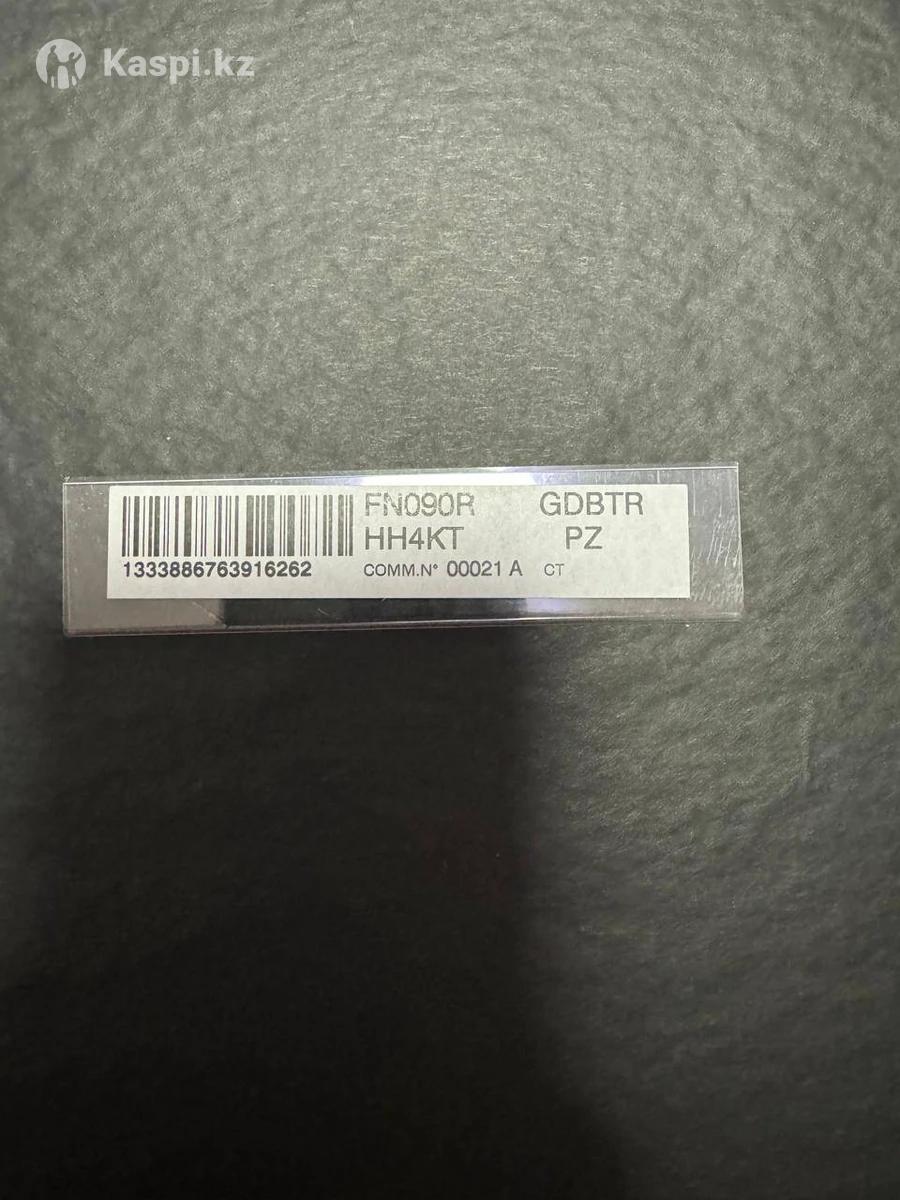 Kaspi.kz
FN090R GDBTR
HH4KT PZ
1333886763916262 COMM.N° 00021 A CT